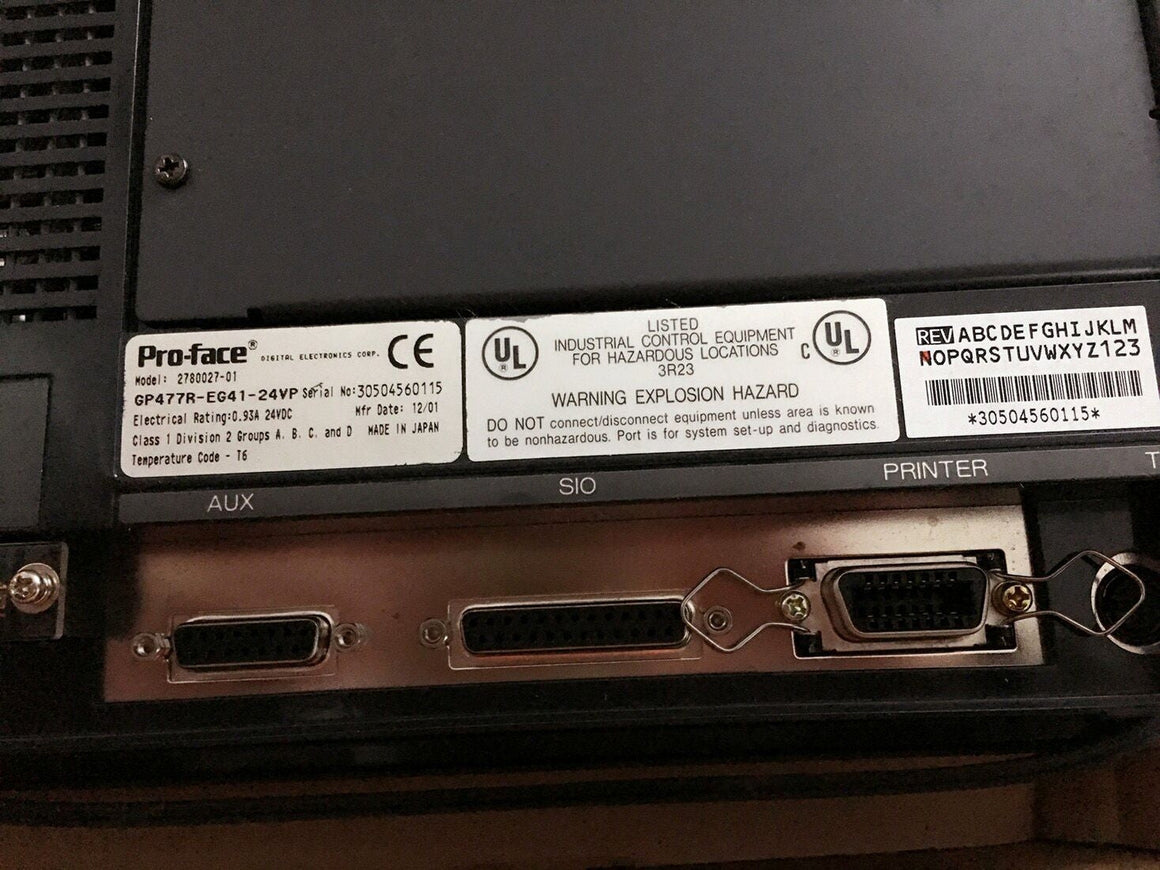 Pro-face® DIGITAL ELECTRONICS CORP. CE
Model: 2780027-01
GP477R-EG41-24VP Serial No:30504560115
Electrical Rating:0.93A 24VDC Mfr Date: 12/01
Class 1 Division 2 Groups A. B. C. and D MADE IN JAPAN
Temperature Code - T6
UL ®
LISTED
INDUSTRIAL CONTROL EQUIPMENT
FOR HAZARDOUS LOCATIONS
3R23
C UL ®
WARNING EXPLOSION HAZARD
DO NOT connect/disconnect equipment unless area is known
to be nonhazardous. Port is for system set-up and diagnostics.
REV ABCDEFGHIJKLM
NOPQRSTUVWXYZ123
*30504560115*
AUX
SIO
PRINTER